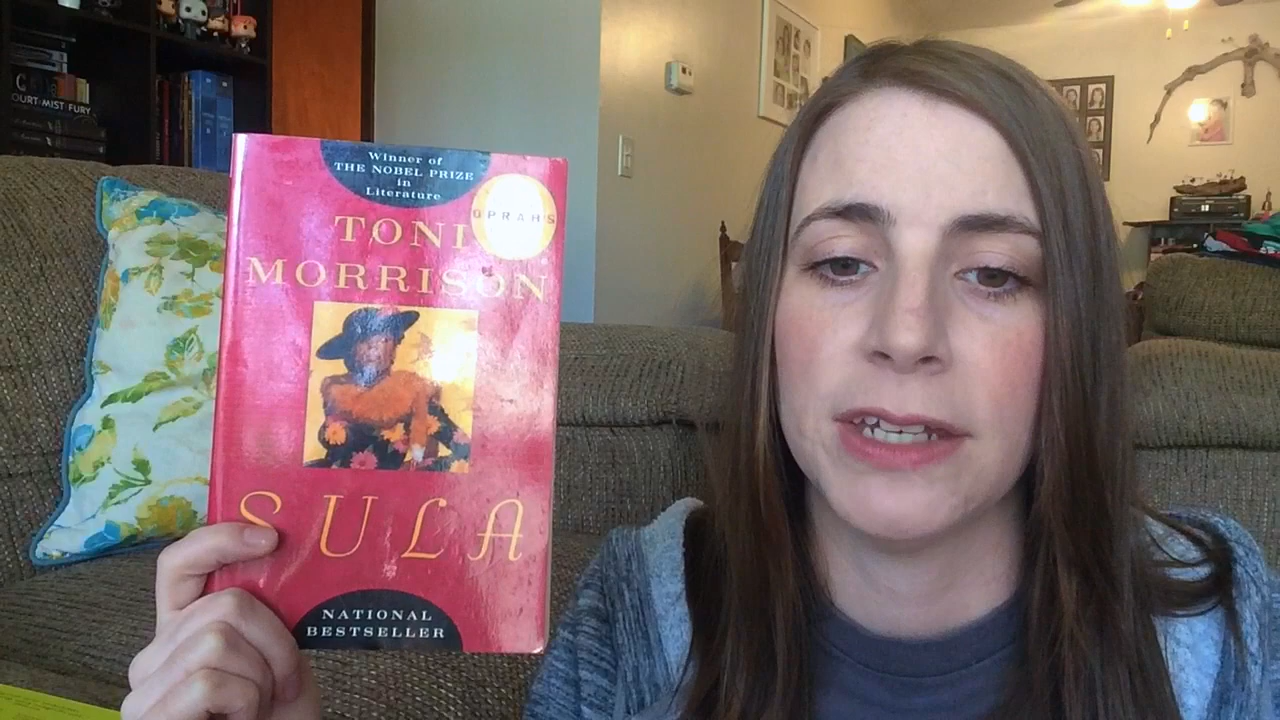 Winner of
THE NOBEL PRIZE
in
Literature
OPRAH'S
TONI
MORRISON
SULA
NATIONAL
BESTSELLER
COURT MIST FURY